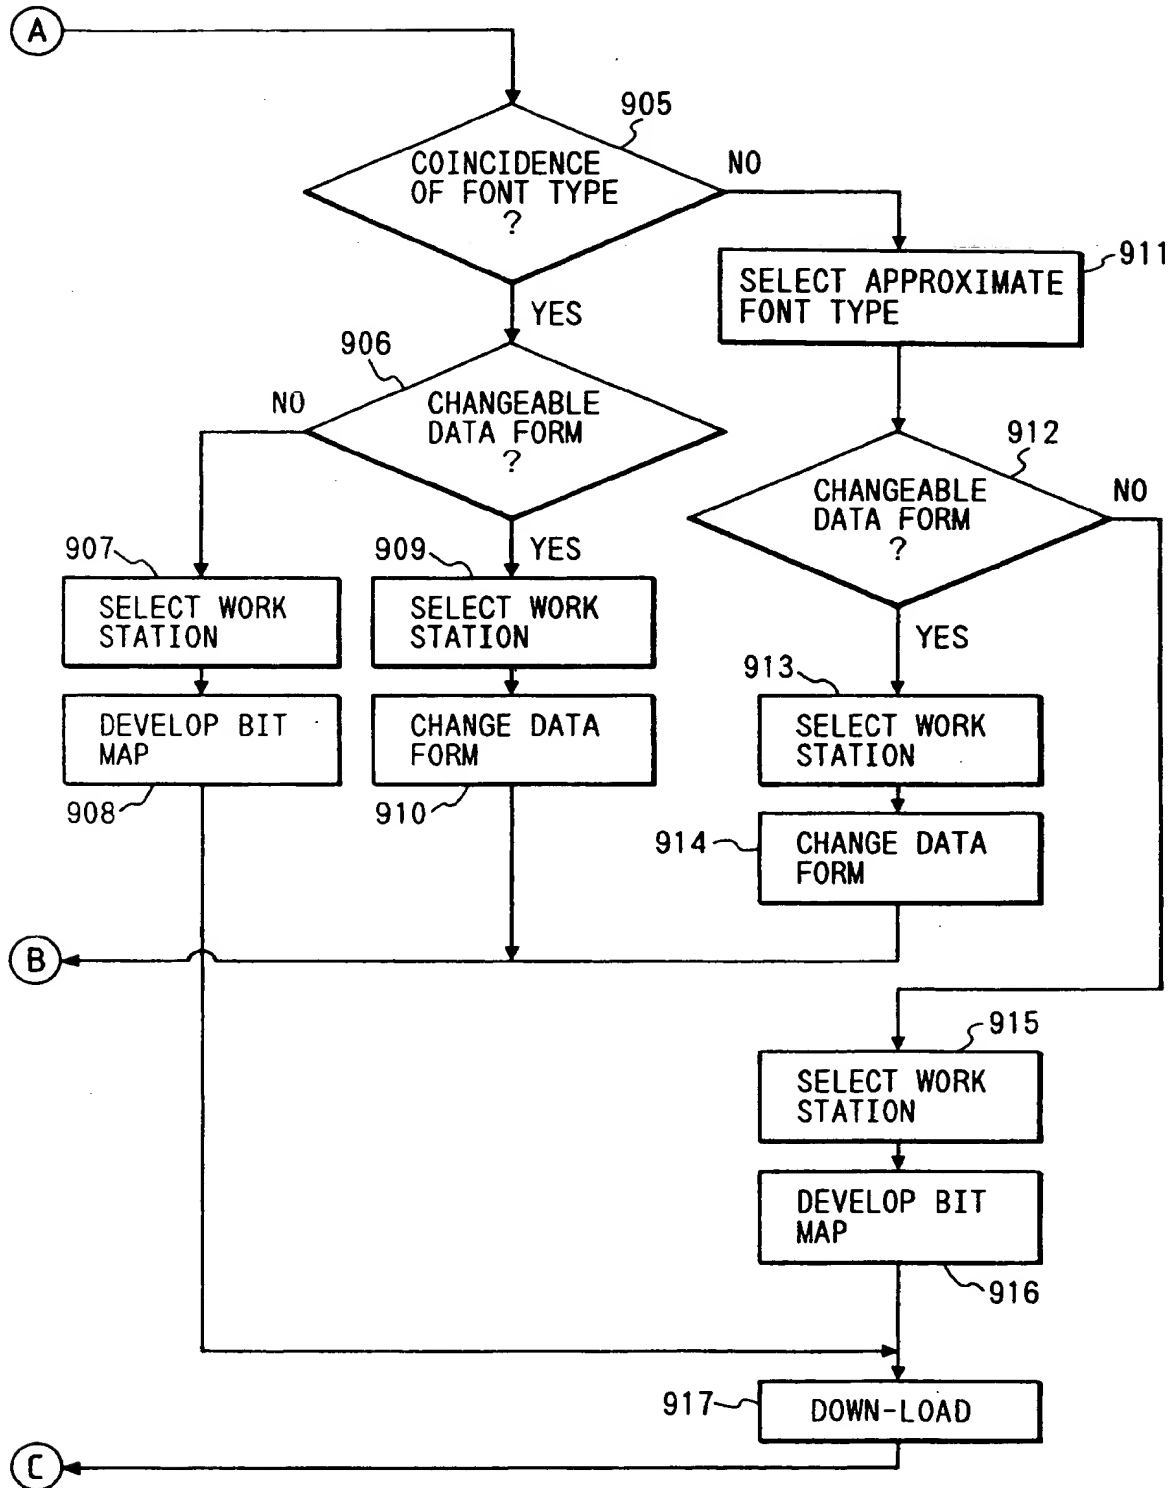 A
905
COINCIDENCE
OF FONT TYPE
?
NO
YES
911
SELECT APPROXIMATE
FONT TYPE
906
NO
CHANGEABLE
DATA FORM
?
YES
912
CHANGEABLE
DATA FORM
?
NO
YES
907
SELECT WORK
STATION
909
SELECT WORK
STATION
DEVELOP BIT
MAP
908
CHANGE DATA
FORM
910
913
SELECT WORK
STATION
914
CHANGE DATA
FORM
B
915
SELECT WORK
STATION
DEVELOP BIT
MAP
916
917
DOWN-LOAD
C